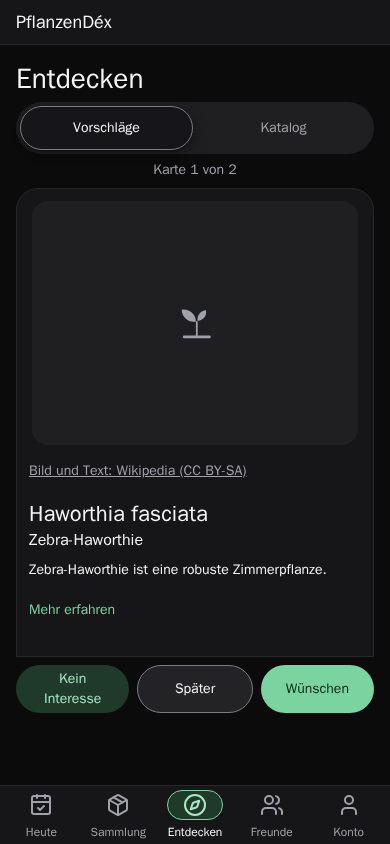 PflanzenDéx
Entdecken
Vorschläge
Katalog
Karte 1 von 2
Bild und Text: Wikipedia (CC BY-SA)
Haworthia fasciata
Zebra-Haworthie
Zebra-Haworthie ist eine robuste Zimmerpflanze.
Mehr erfahren
Kein
Interesse
Später
Wünschen
Heute
Sammlung
Entdecken
Freunde
Konto